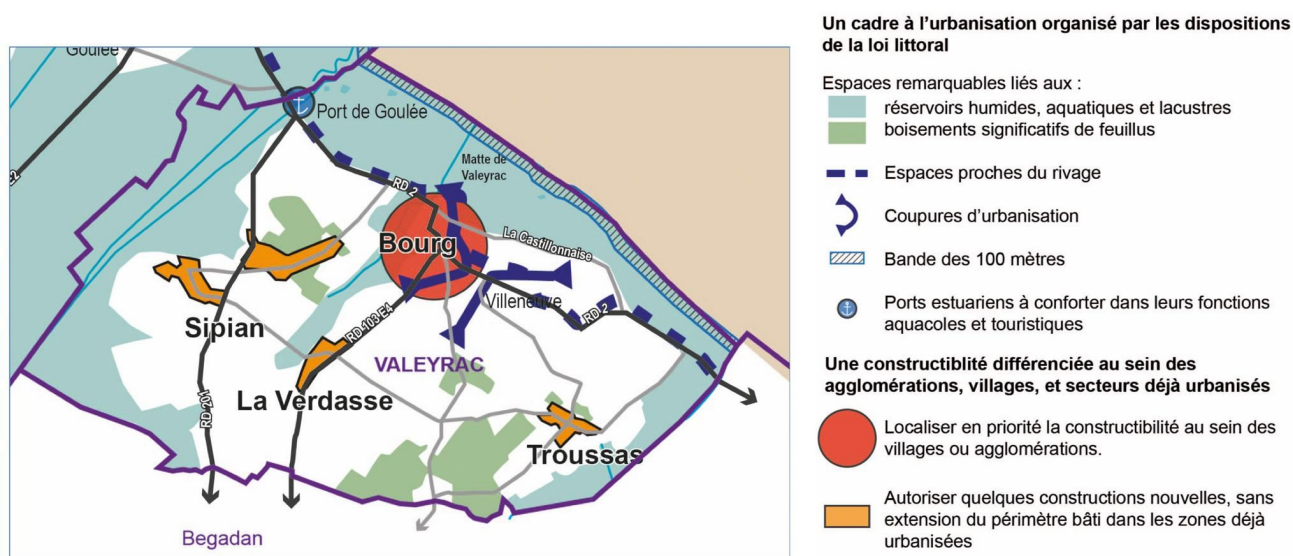 Goulée
Port de Goulée
E2
RD 2
Matte de
Valeyrac
Bourg
La Castillonnaise
Villeneuve
RD 2
Sipian
RD 103 E4
VALEYRAC
La Verdasse
RD 201
Troussas
Begadan
Un cadre à l’urbanisation organisé par les dispositions
de la loi littoral
Espaces remarquables liés aux :
réservoirs humides, aquatiques et lacustres
boisements significatifs de feuillus
Espaces proches du rivage
Coupures d’urbanisation
Bande des 100 mètres
Ports estuariens à conforter dans leurs fonctions
aquacoles et touristiques
Une constructiblité différenciée au sein des
agglomérations, villages, et secteurs déjà urbanisés
Localiser en priorité la constructibilité au sein des
villages ou agglomérations.
Autoriser quelques constructions nouvelles, sans
extension du périmètre bâti dans les zones déjà
urbanisées